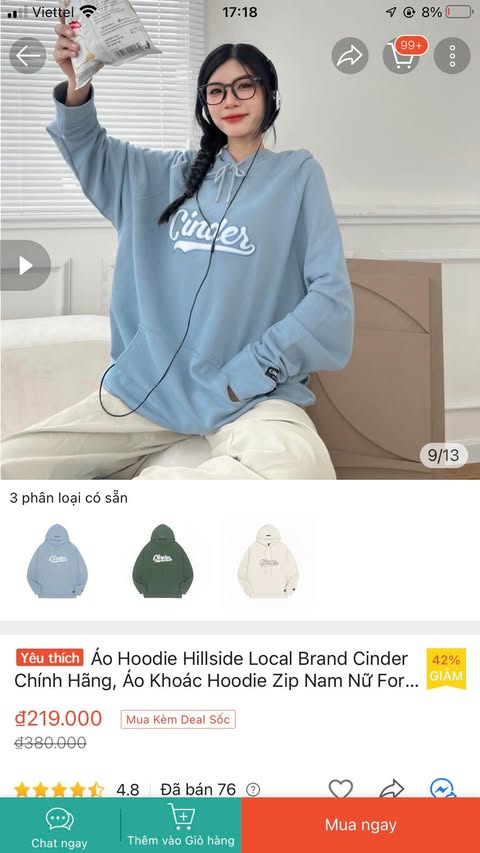 Viettel
17:18
8%
99+
Cinder
9/13
3 phân loại có sẵn
Cinder
Cinder
Cinder
Yêu thích Áo Hoodie Hillside Local Brand Cinder
Chính Hãng, Áo Khoác Hoodie Zip Nam Nữ For...
42%
GIẢM
₫219.000
Mua Kèm Deal Sốc
₫380.000
4.8
Đã bán 76
?
Chat ngay
Thêm vào Giỏ hàng
Mua ngay